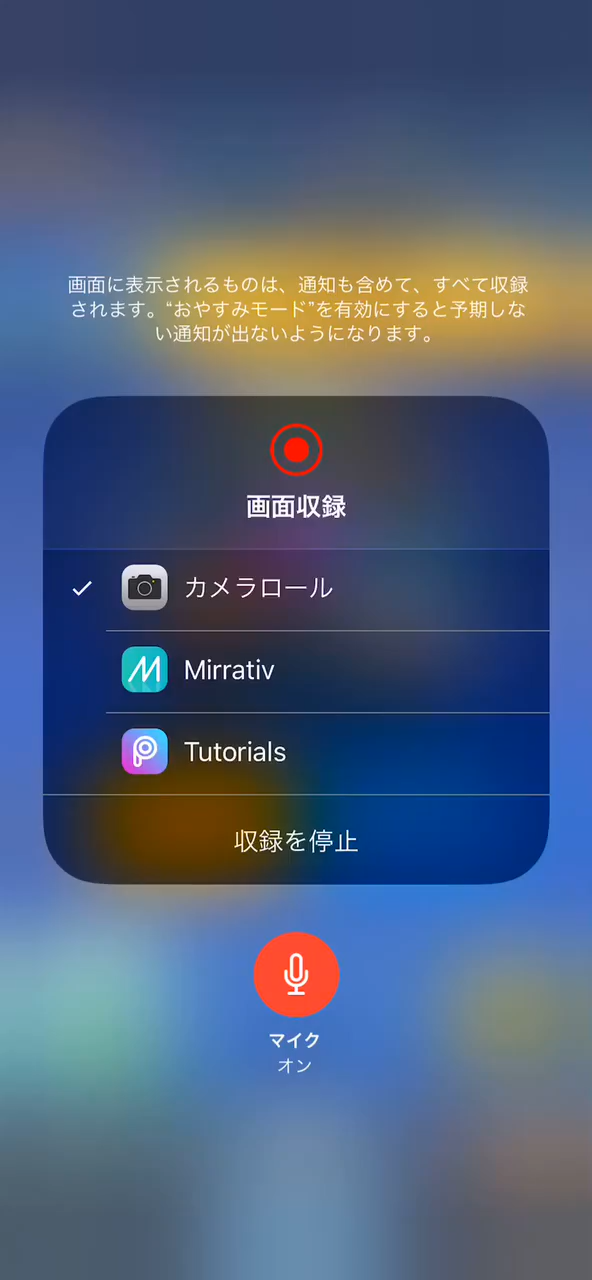 画面に表示されるものは、通知も含めて、すべて収録
されます。“おやすみモード”を有効にすると予期しな
い通知が出ないようになります。
画面収録
カメラロール
Mirrativ
Tutorials
収録を停止
マイク
オン